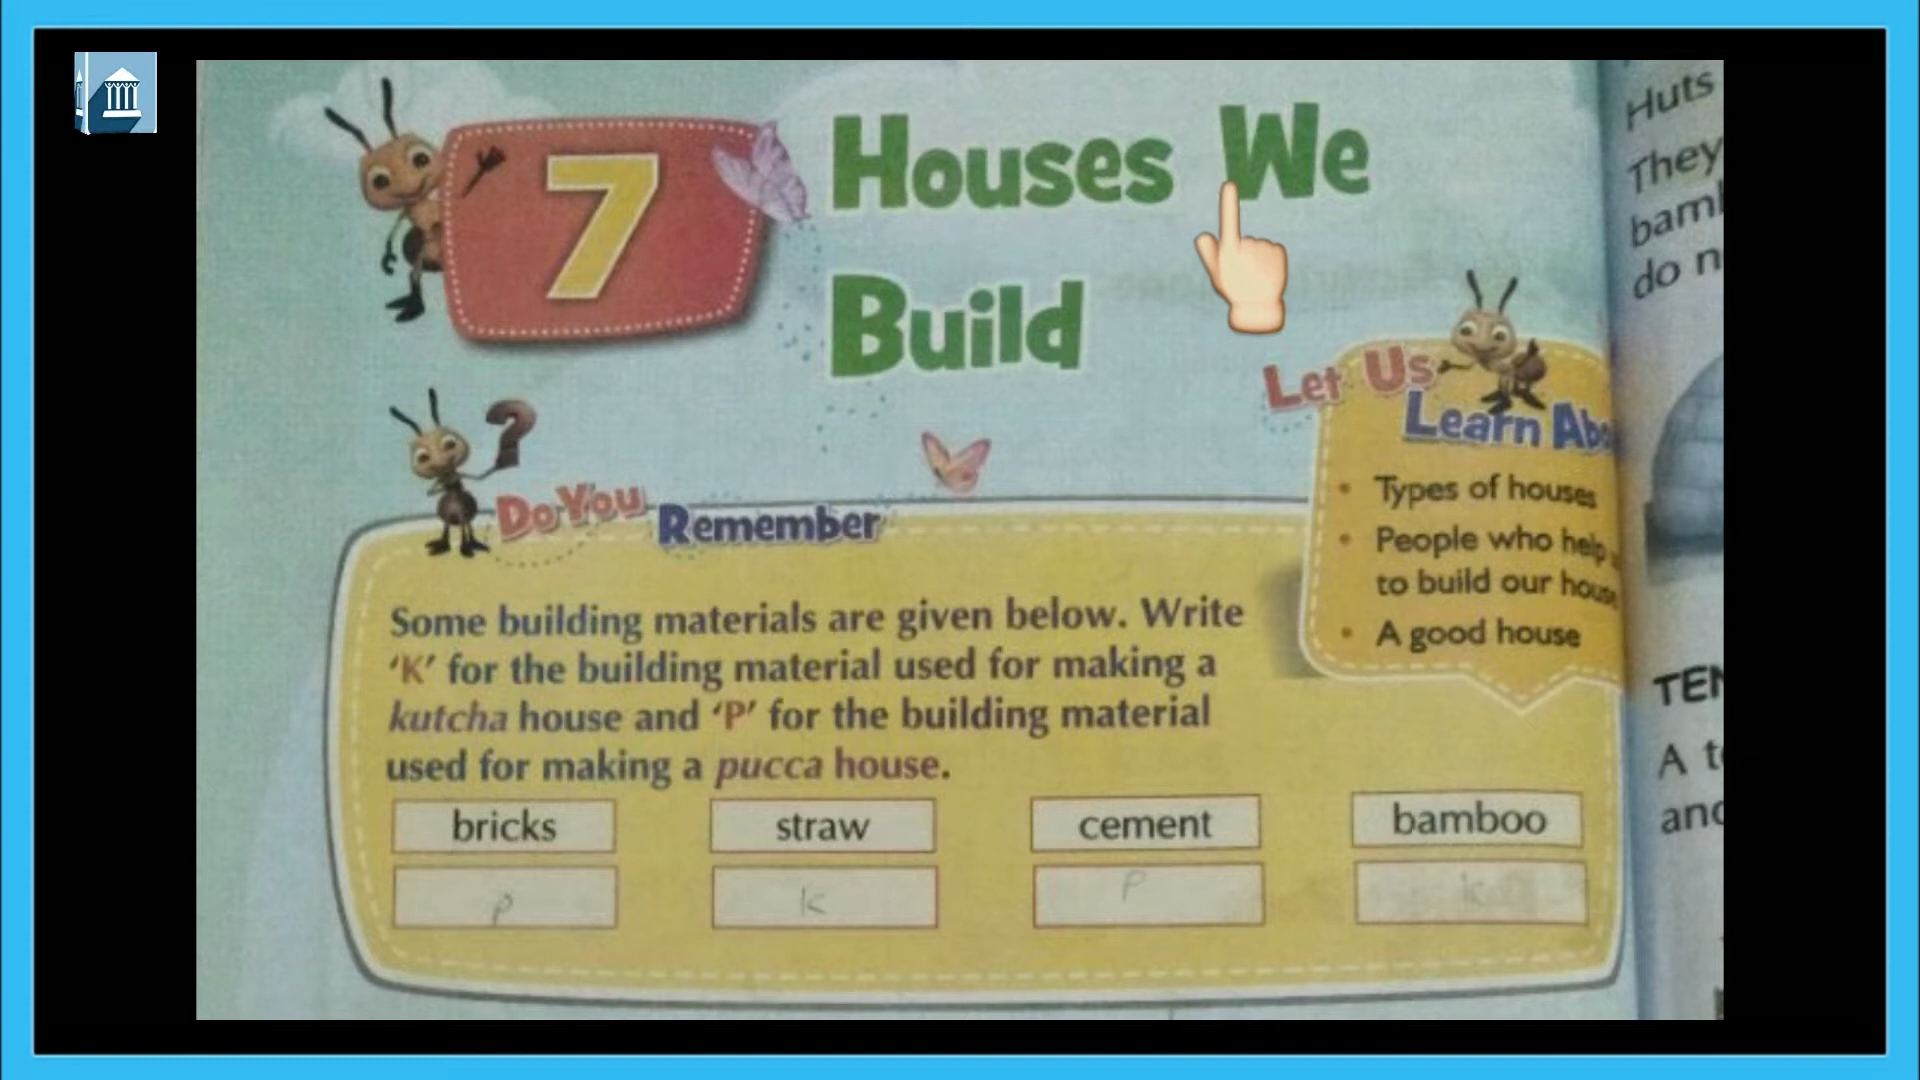 7
Houses We
Build
Let Us
Learn
Types of houses
People who help
to build our house
A good house
Do You Remember
Some building materials are given below. Write
‘K’ for the building material used for making a
kutcha house and ‘P’ for the building material
used for making a pucca house.
bricks straw cement bamboo
P K P K
Huts
They
do
A